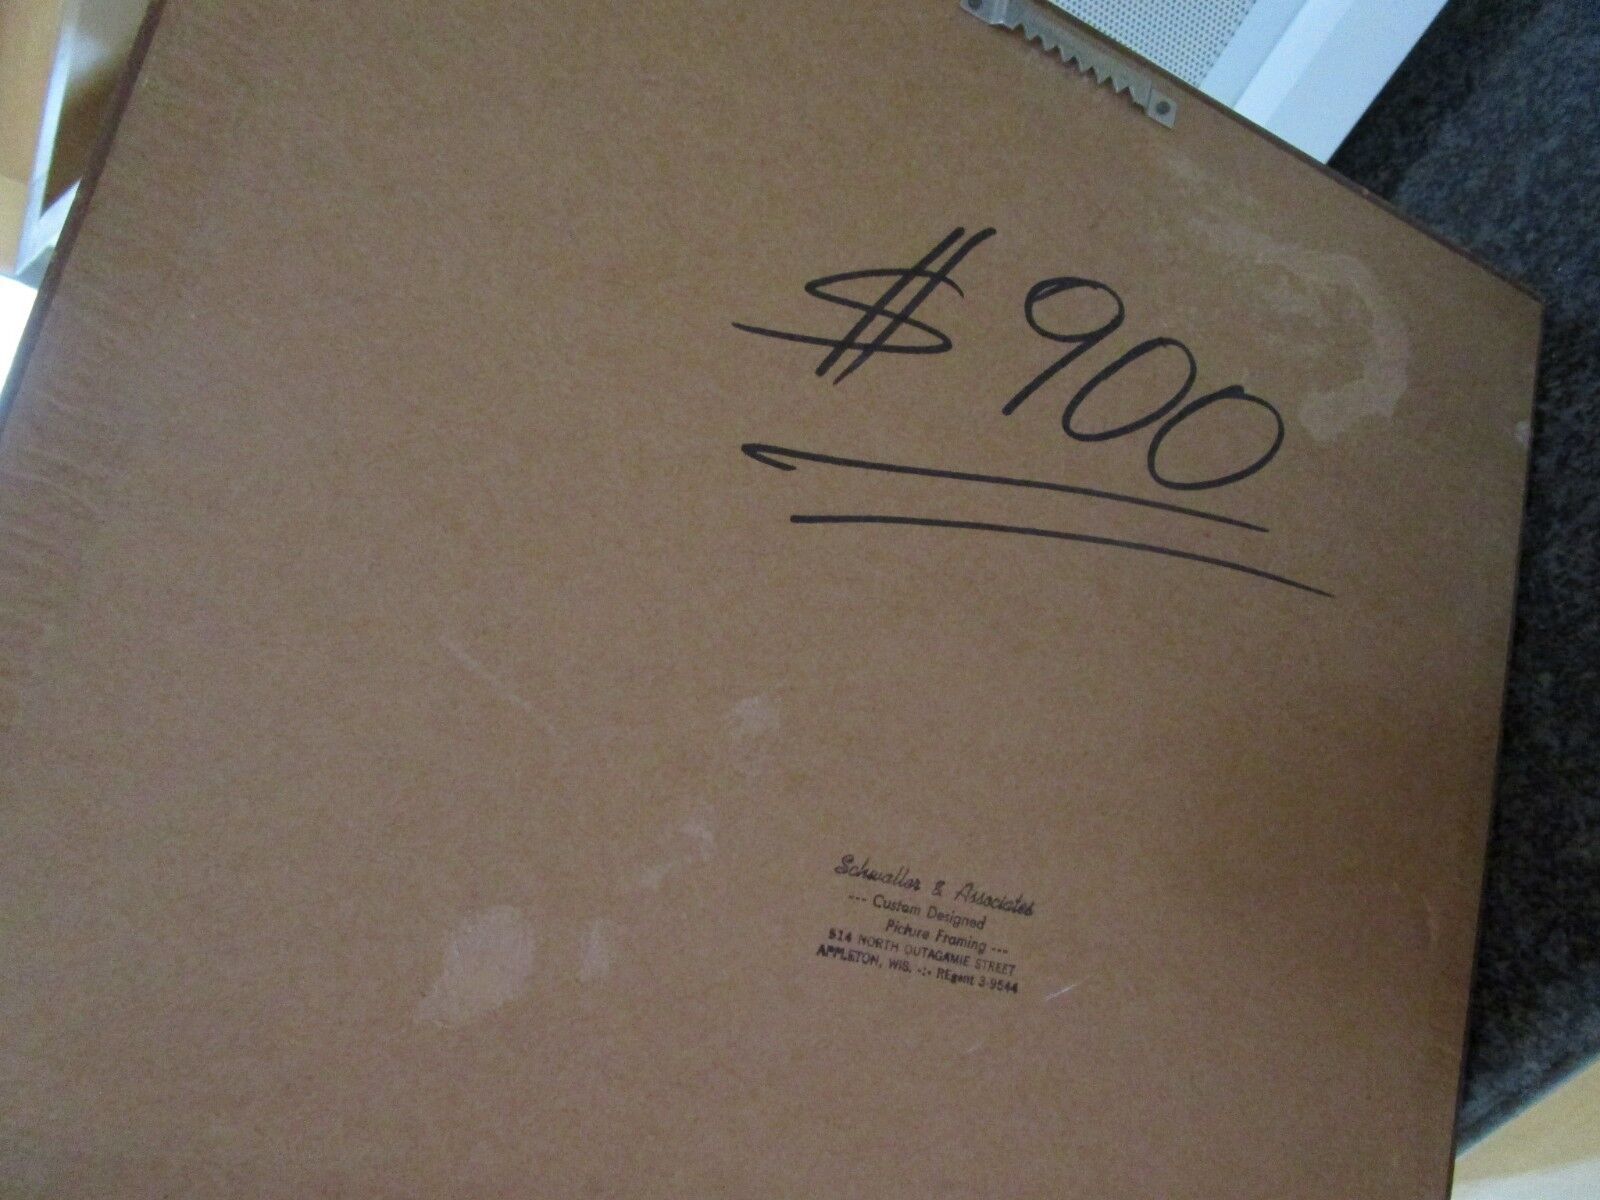 $900
Schwaller & Associates
--- Custom Designed
Picture Framing ---
514 NORTH OUTAGAMIE STREET
APPLETON, WIS. -:- REgent 3-9544